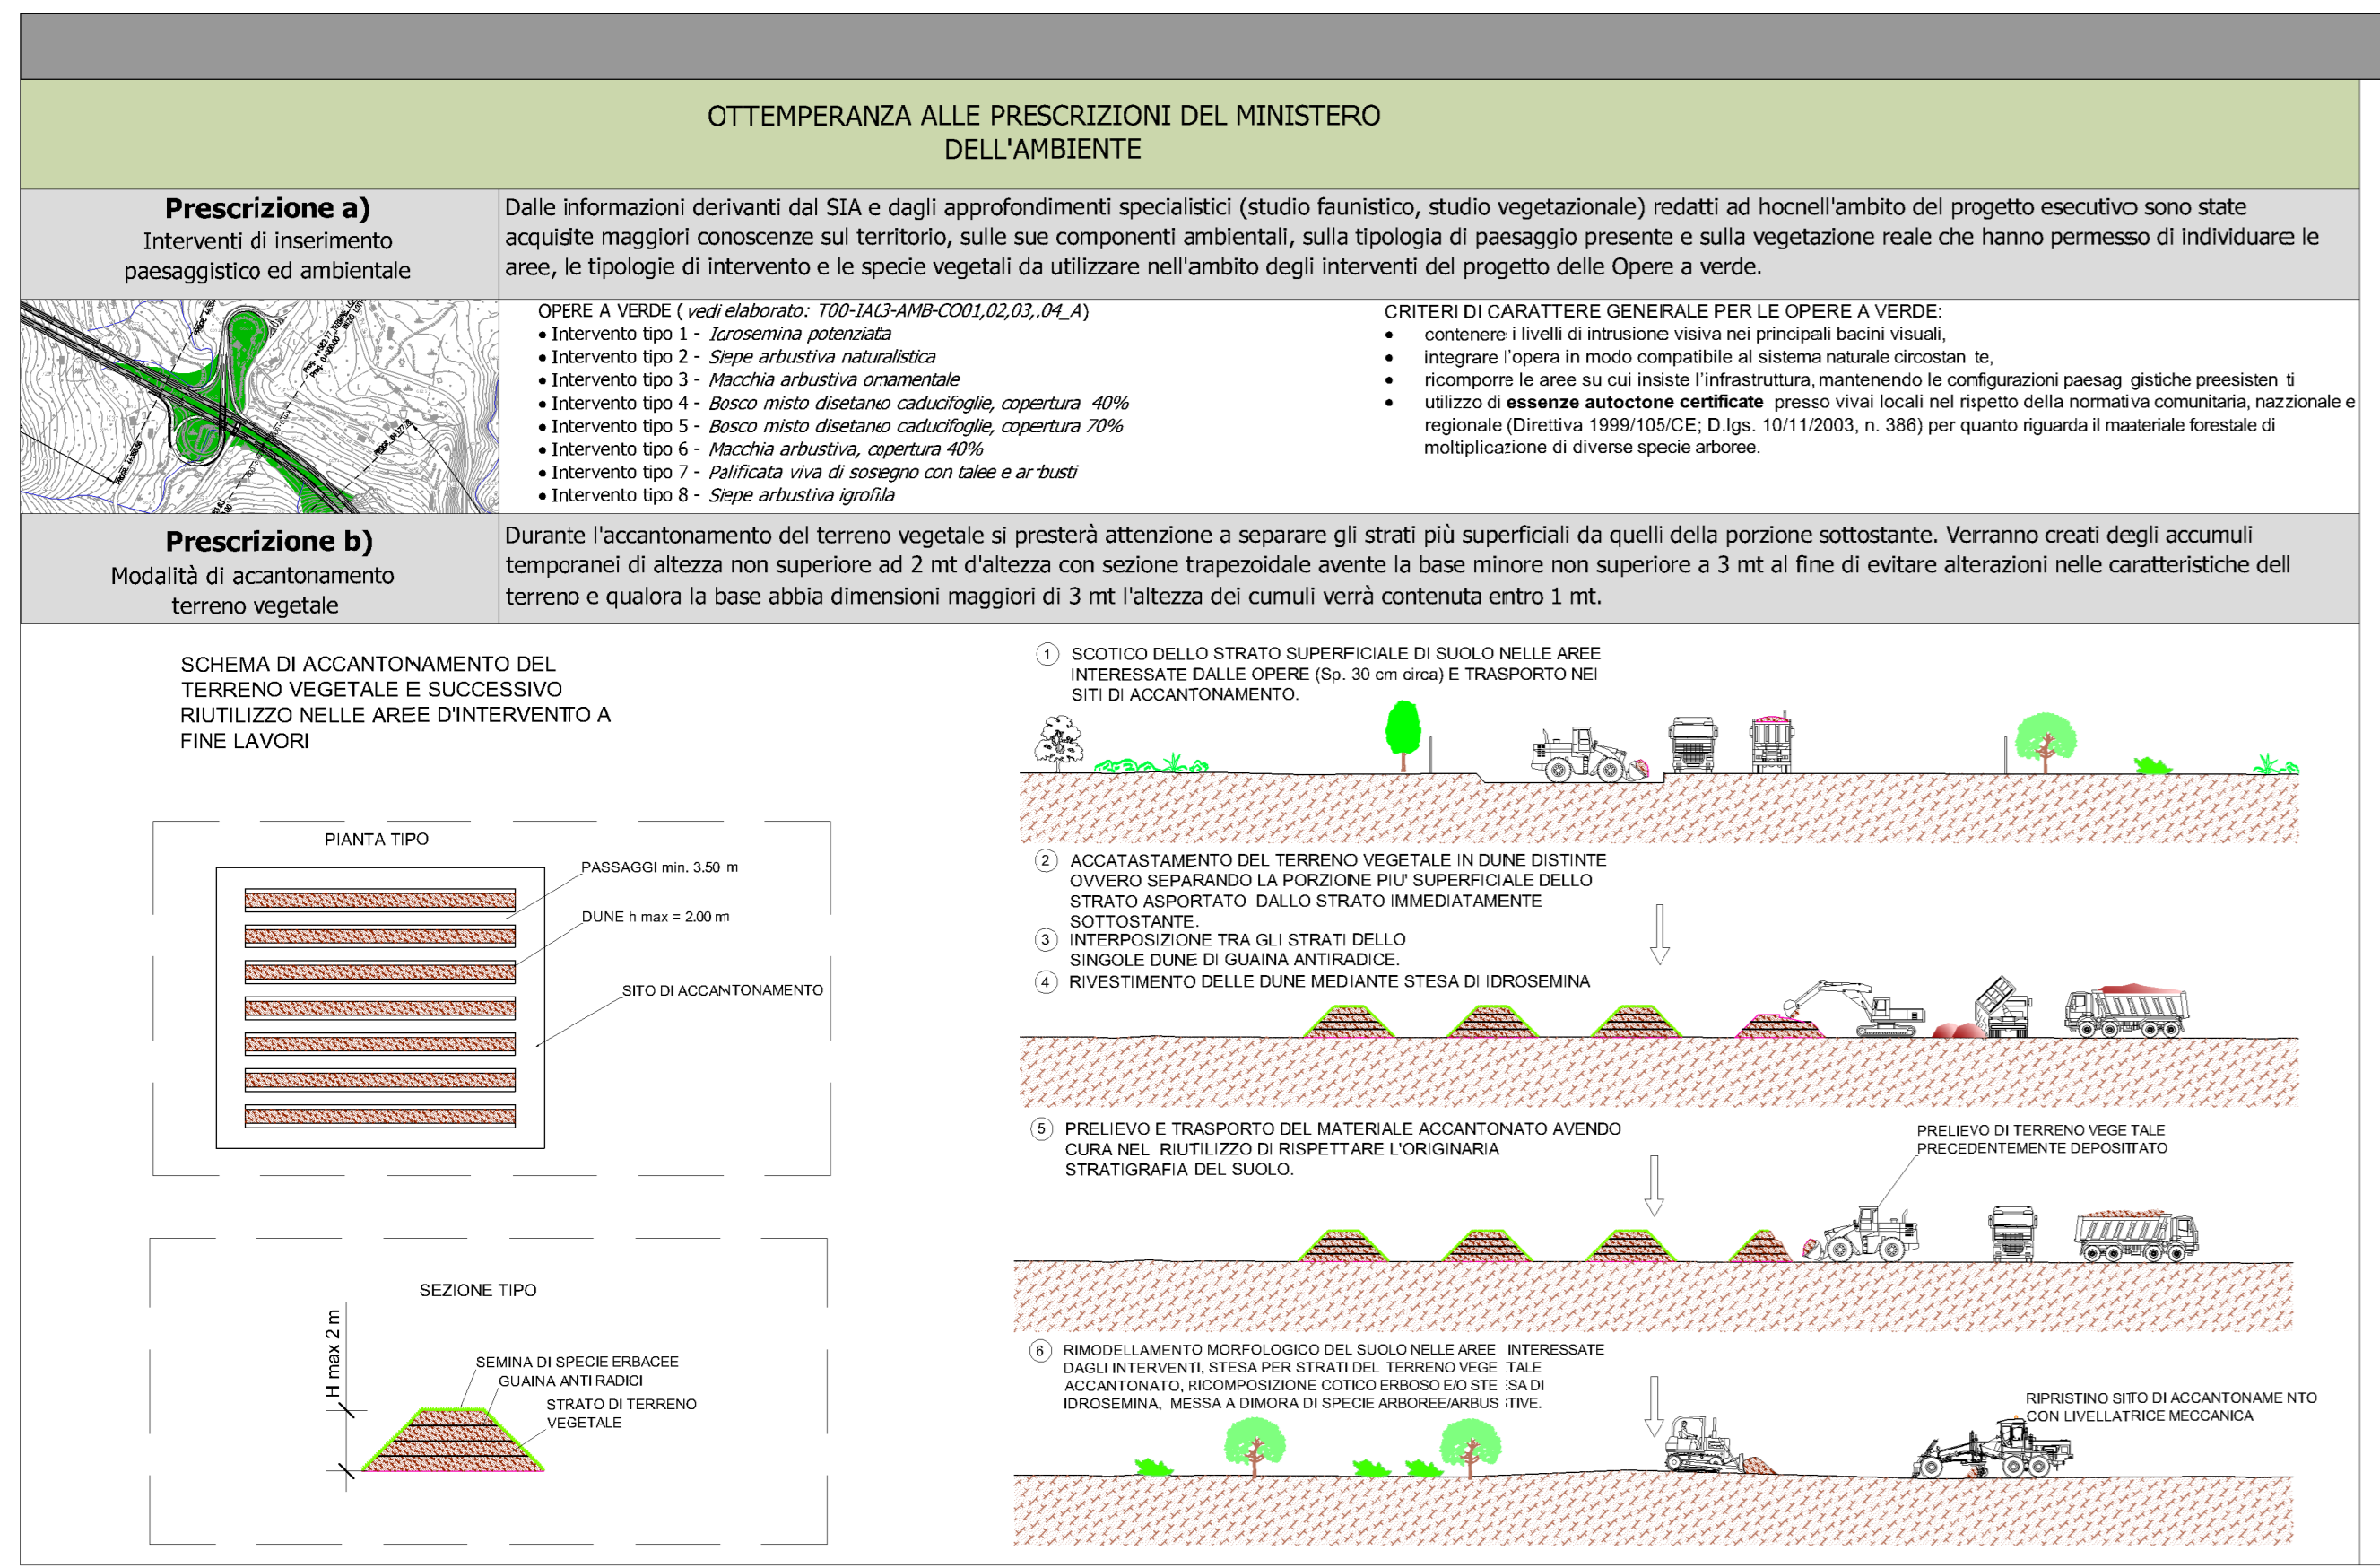 OTTEMPERANZA ALLE PRESCRIZIONI DEL MINISTERO
DELL'AMBIENTE
Prescrizione a)
Interventi di inserimento
paesaggistico ed ambientale
Dalle informazioni derivanti dal SIA e dagli approfondimenti specialistici (studio faunistico, studio vegetazionale) redatti ad hocnell'ambito del progetto esecutivo sono state
acquisite maggiori conoscenze sul territorio, sulle sue componenti ambientali, sulla tipologia di paesaggio presente e sulla vegetazione reale che hanno permesso di individuare le
aree, le tipologie di intervento e le specie vegetali da utilizzare nell'ambito degli interventi del progetto delle Opere a verde.
OPERE A VERDE ( vedi elaborato: T00-IA03-AMB-CO01,02,03,.04_A)
• Intervento tipo 1 - Idrosemina potenziata
• Intervento tipo 2 - Siepe arbustiva naturalistica
• Intervento tipo 3 - Macchia arbustiva ornamentale
• Intervento tipo 4 - Bosco misto disetaneo caducifoglie, copertura 40%
• Intervento tipo 5 - Bosco misto disetaneo caducifoglie, copertura 70%
• Intervento tipo 6 - Macchia arbustiva, copertura 40%
• Intervento tipo 7 - Palificata viva di sostegno con talee e arbusti
• Intervento tipo 8 - Siepe arbustiva igrofila
CRITERI DI CARATTERE GENERALE PER LE OPERE A VERDE:
• contenere i livelli di intrusione visiva nei principali bacini visuali,
• integrare l'opera in modo compatibile al sistema naturale circostan te,
• ricomporre le aree su cui insiste l'infrastruttura, mantenendo le configurazioni paesag gistiche preesisten ti
• utilizzo di essenze autoctone certificate presso vivai locali nel rispetto della normativa comunitaria, nazzionale e
regionale (Direttiva 1999/105/CE; D.lgs. 10/11/2003, n. 386) per quanto riguarda il maateriale forestale di
moltiplicazione di diverse specie arboree.
Prescrizione b)
Modalità di accantonamento
terreno vegetale
Durante l'accantonamento del terreno vegetale si presterà attenzione a separare gli strati più superficiali da quelli della porzione sottostante. Verranno creati degli accumuli
temporanei di altezza non superiore ad 2 mt d'altezza con sezione trapezoidale avente la base minore non superiore a 3 mt al fine di evitare alterazioni nelle caratteristiche dell
terreno e qualora la base abbia dimensioni maggiori di 3 mt l'altezza dei cumuli verrà contenuta entro 1 mt.
SCHEMA DI ACCANTONAMENTO DEL
TERRENO VEGETALE E SUCCESSIVO
RIUTILIZZO NELLE AREE D'INTERVENTO A
FINE LAVORI
PIANTA TIPO
PASSAGGI min. 3.50 m
DUNE h max = 2.00 m
SITO DI ACCANTONAMENTO
SEZIONE TIPO
H max 2 m
SEMINA DI SPECIE ERBACEE
GUAINA ANTI RADICI
STRATO DI TERRENO
VEGETALE
1 SCOTICO DELLO STRATO SUPERFICIALE DI SUOLO NELLE AREE
INTERESSATE DALLE OPERE (Sp. 30 cm circa) E TRASPORTO NEI
SITI DI ACCANTONAMENTO.
2 ACCATASTAMENTO DEL TERRENO VEGETALE IN DUNE DISTINTE
OVVERO SEPARANDO LA PORZIONE PIU' SUPERFICIALE DELLO
STRATO ASPORTATO DALLO STRATO IMMEDIATAMENTE
SOTTOSTANTE.
3 INTERPOSIZIONE TRA GLI STRATI DELLO
SINGOLE DUNE DI GUAINA ANTIRADICE.
4 RIVESTIMENTO DELLE DUNE MEDIANTE STESA DI IDROSEMINA
5 PRELIEVO E TRASPORTO DEL MATERIALE ACCANTONATO AVENDO
CURA NEL RIUTILIZZO DI RISPETTARE L'ORIGINARIA
STRATIGRAFIA DEL SUOLO.
PRELIEVO DI TERRENO VEGE TALE
PRECEDENTEMENTE DEPOSITTATO
6 RIMODELLAMENTO MORFOLOGICO DEL SUOLO NELLE AREE INTERESSATE
DAGLI INTERVENTI, STESA PER STRATI DEL TERRENO VEGE TALE
ACCANTONATO, RICOMPOSIZIONE COTICO ERBOSO E/O STE SA DI
IDROSEMINA, MESSA A DIMORA DI SPECIE ARBOREE/ARBUS TIVE.
RIPRISTINO SITO DI ACCANTONAME NTO
CON LIVELLATRICE MECCANICA